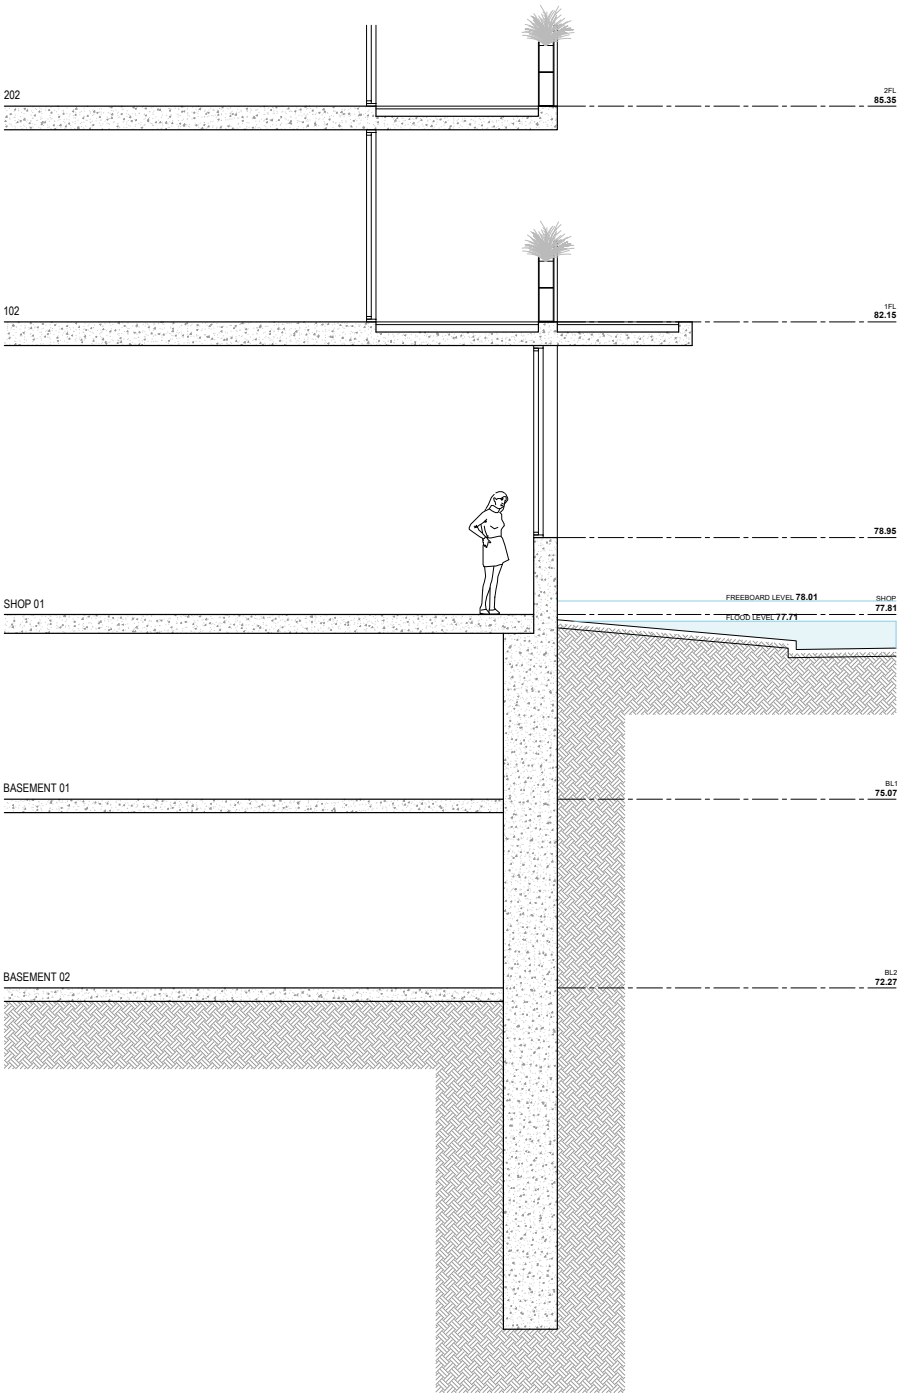 202
2FL
85.35
102
1FL
82.15
78.95
FREEBOARD LEVEL 78.01
SHOP 01
SHOP
77.81
FLOOD LEVEL 77.71
BASEMENT 01
BL1
75.07
BASEMENT 02
BL2
72.27